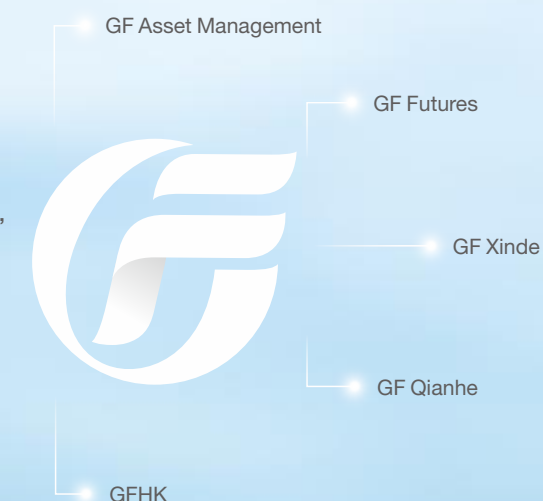 GF Asset Management
GF Futures
,
GF Xinde
GF Qianhe
GFHK